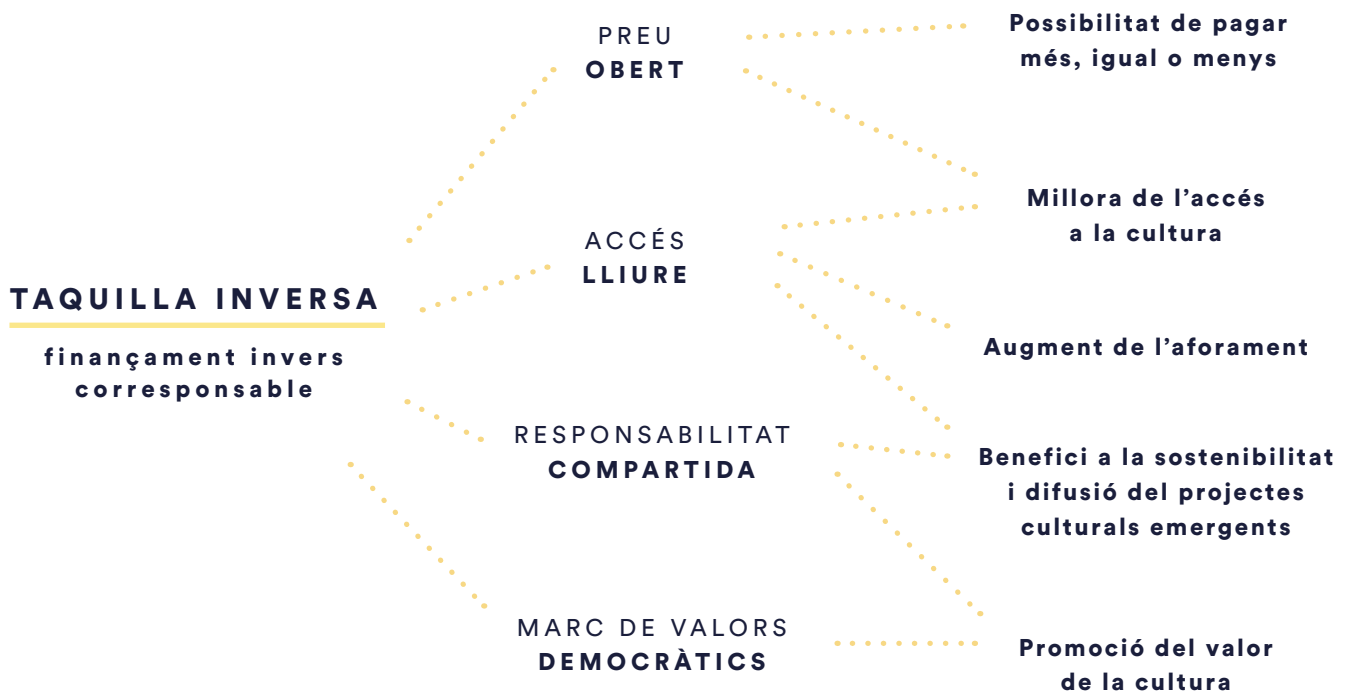 TAQUILLA INVERSA
finançament invers
corresponsable
PREU
OBERT
ACCÉS
LLIURE
RESPONSABILITAT
COMPARTIDA
MARC DE VALORS
DEMOCRÀTICS
Possibilitat de pagar
més, igual o menys
Millora de l’accés
a la cultura
Augment de l’aforament
Benefici a la sostenibilitat
i difusió del projectes
culturals emergents
Promoció del valor
de la cultura